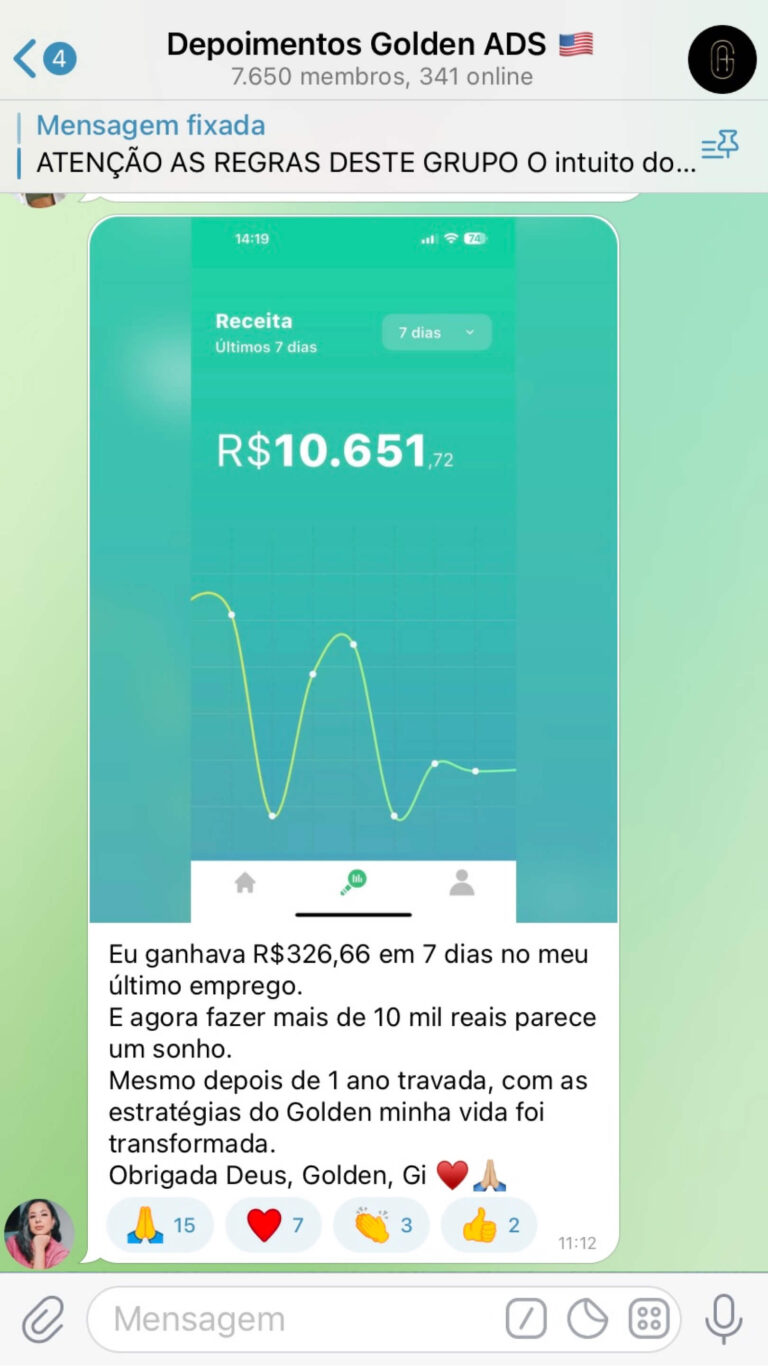 4
Depoimentos Golden ADS 🇺🇸
7.650 membros, 341 online
Mensagem fixada
ATENÇÃO AS REGRAS DESTE GRUPO O intuito do...
14:19
74
Receita
Últimos 7 dias
7 dias
R$10.651,72
Eu ganhava R$326,66 em 7 dias no meu
último emprego.
E agora fazer mais de 10 mil reais parece
um sonho.
Mesmo depois de 1 ano travada, com as
estratégias do Golden minha vida foi
transformada.
Obrigada Deus, Golden, Gi ♥️🙏🏼
🙏 15 ❤️ 7 👏 3 👍 2
11:12
Mensagem